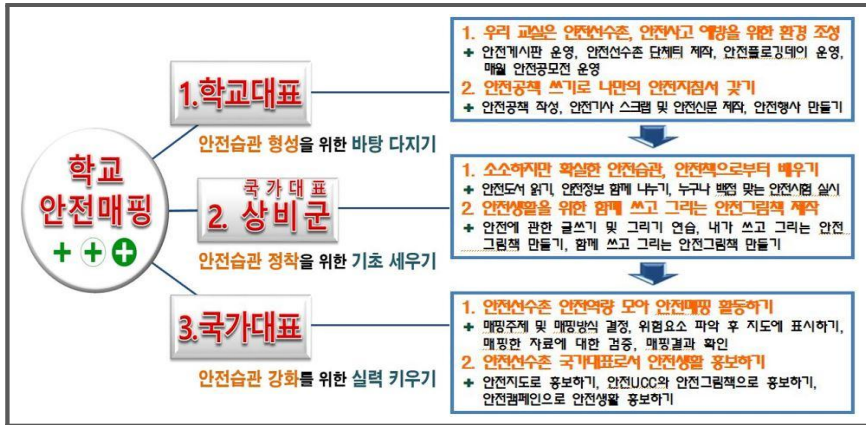 학교
안전매핑
1.학교대표
안전습관 형성을 위한 바탕 다지기
1. 우리 교실은 안전선수촌, 안전사고 예방을 위한 환경 조성
+ 안전게시판 운영, 안전선수촌 단체티 제작, 안전플로깅데이 운영,
매월 안전공모전 운영
2. 안전공책 쓰기로 나만의 안전지침서 갖기
+ 안전공책 작성, 안전기사 스크랩 및 안전신문 제작, 안전행사 만들기
국가대표
2. 상비군
안전습관 정착을 위한 기초 세우기
1. 소소하지만 확실한 안전습관, 안전책으로부터 배우기
+ 안전도서 읽기, 안전정보 함께 나누기, 누구나 백점 맞는 안전시험 실시
2. 안전생활을 위한 함께 쓰고 그리는 안전그림책 제작
+ 안전에 관한 글쓰기 및 그리기 연습, 내가 쓰고 그리는 안전
그림책 만들기, 함께 쓰고 그리는 안전그림책 만들기
3.국가대표
안전습관 강화를 위한 실력 키우기
1. 안전선수촌 안전역량 모아 안전매핑 활동하기
+ 매핑주제 및 매핑방식 결정, 위험요소 파악 후 지도에 표시하기,
매핑한 자료에 대한 검증, 매핑결과 확인
2. 안전선수촌 국가대표로서 안전생활 홍보하기
+ 안전지도로 홍보하기, 안전UCC와 안전그림책으로 홍보하기,
안전캠페인으로 안전생활 홍보하기